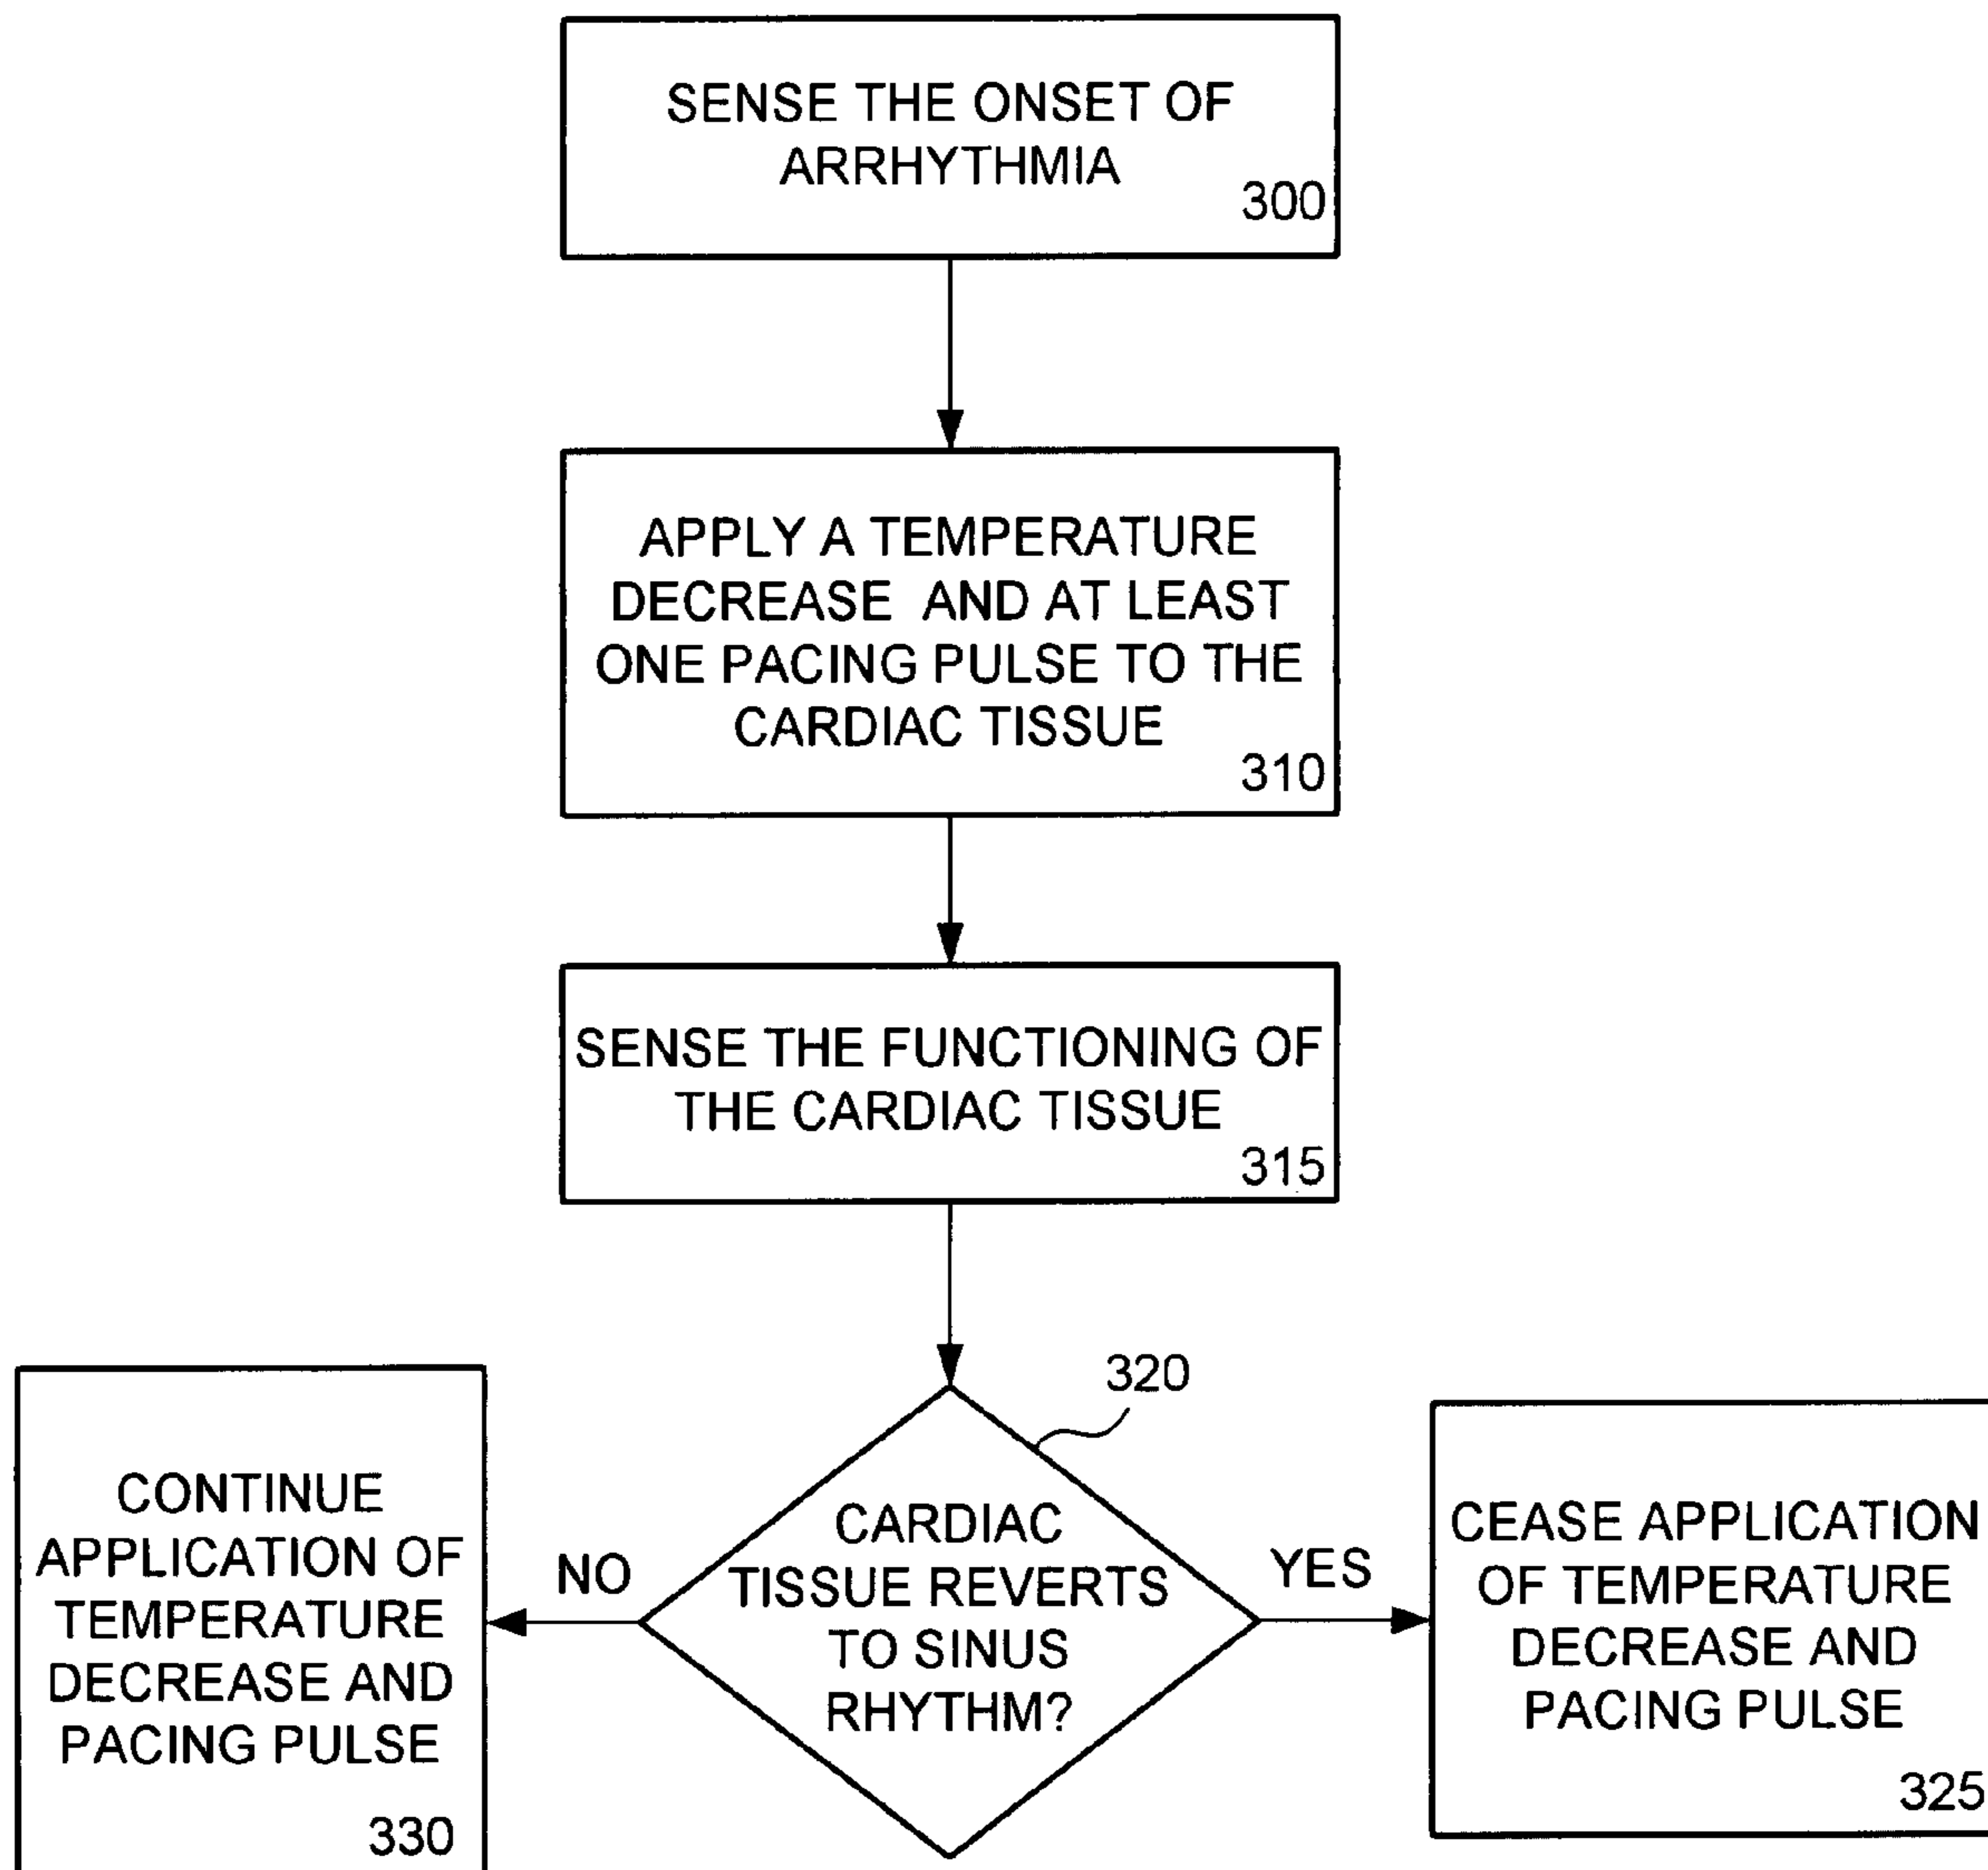 SENSE THE ONSET OF
ARRHYTHMIA
300
APPLY A TEMPERATURE
DECREASE AND AT LEAST
ONE PACING PULSE TO THE
CARDIAC TISSUE
310
SENSE THE FUNCTIONING OF
THE CARDIAC TISSUE
315
320
CARDIAC
TISSUE REVERTS
TO SINUS
RHYTHM?
NO
CONTINUE
APPLICATION OF
TEMPERATURE
DECREASE AND
PACING PULSE
330
YES
CEASE APPLICATION
OF TEMPERATURE
DECREASE AND
PACING PULSE
325